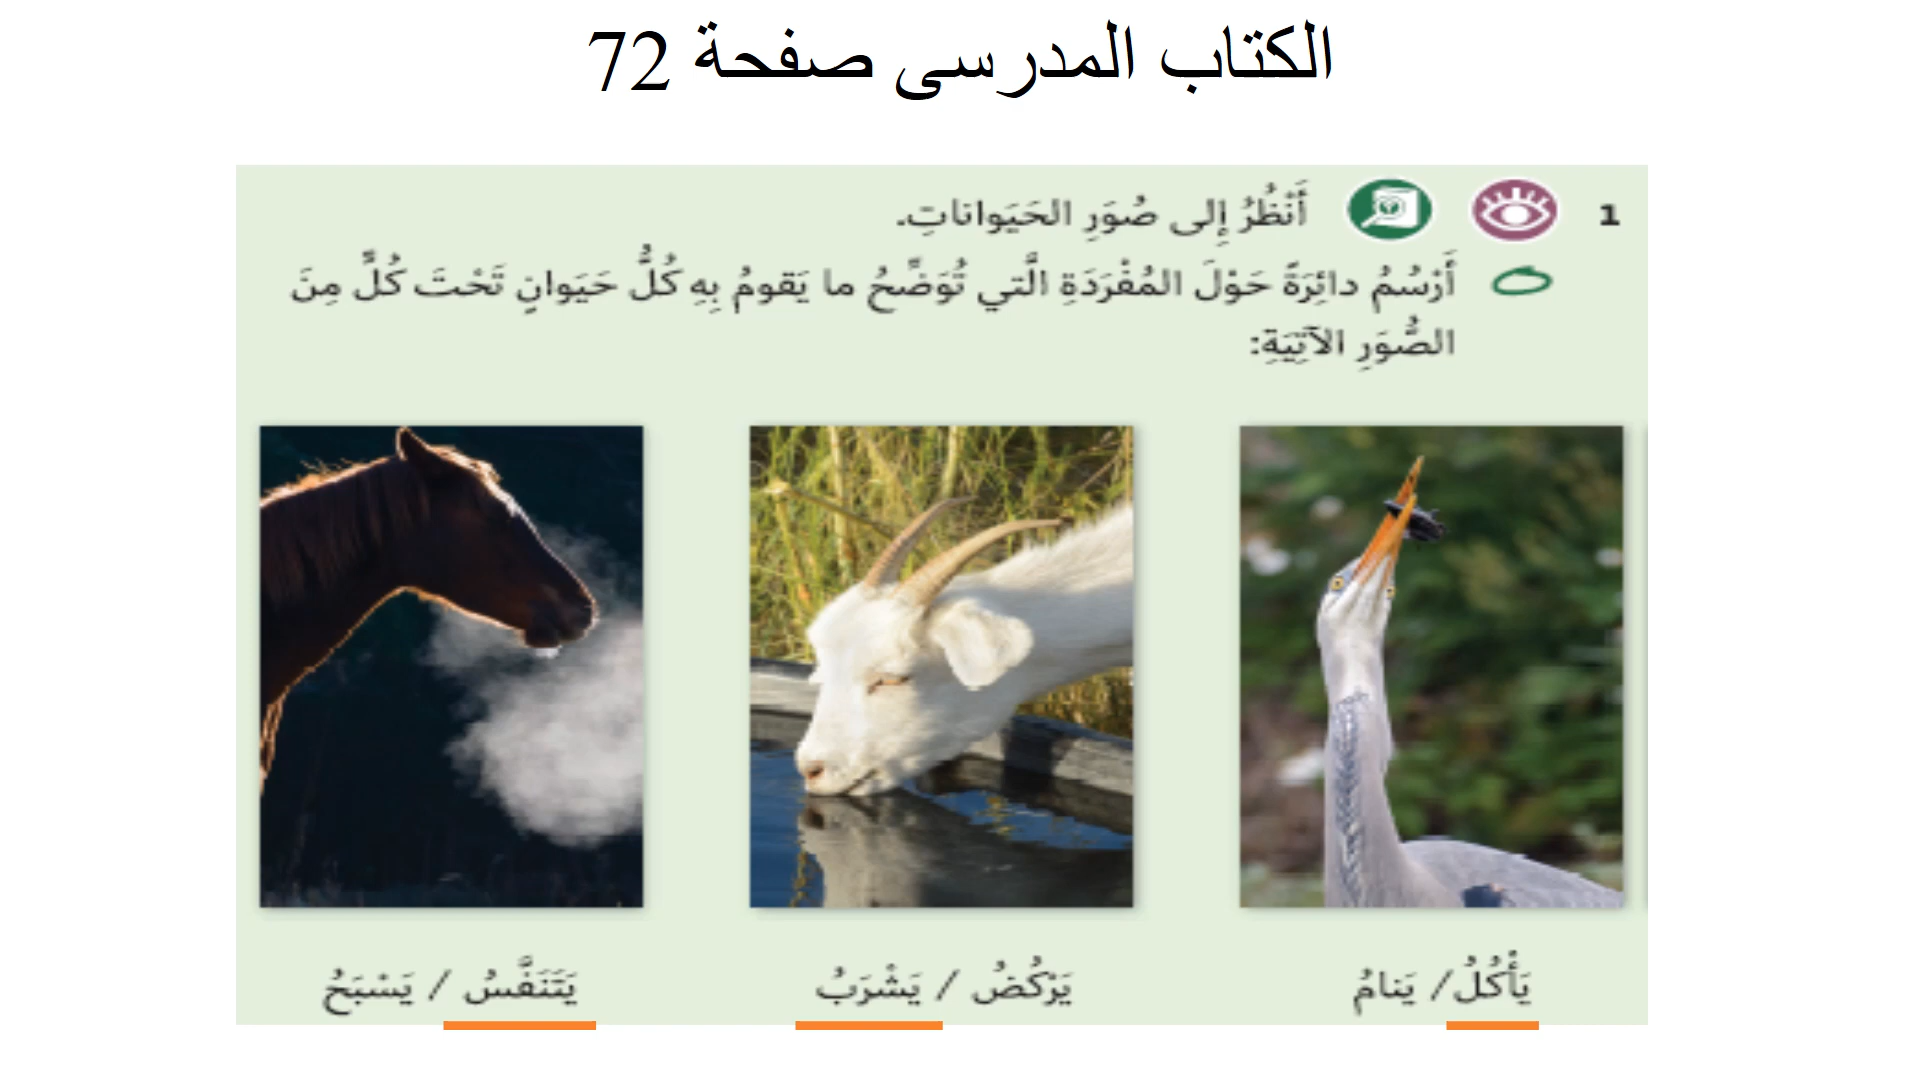 الكتاب المدرسى صفحة 72
1 أَنْظُرُ إِلى صُوَرِ الحَيَواناتِ.
أَرْسُمُ دائِرَةً حَوْلَ المُفْرَدَةِ الَّتي تُوَضِّحُ ما يَقومُ بِهِ كُلُّ حَيَوانٍ تَحْتَ كُلٍّ مِنَ
الصُّوَرِ الآتِيَةِ:
يَأْكُلُ/ يَنامُ
يَرْكُضُ / يَشْرَبُ
يَتَنَفَّسُ / يَسْبَحُ